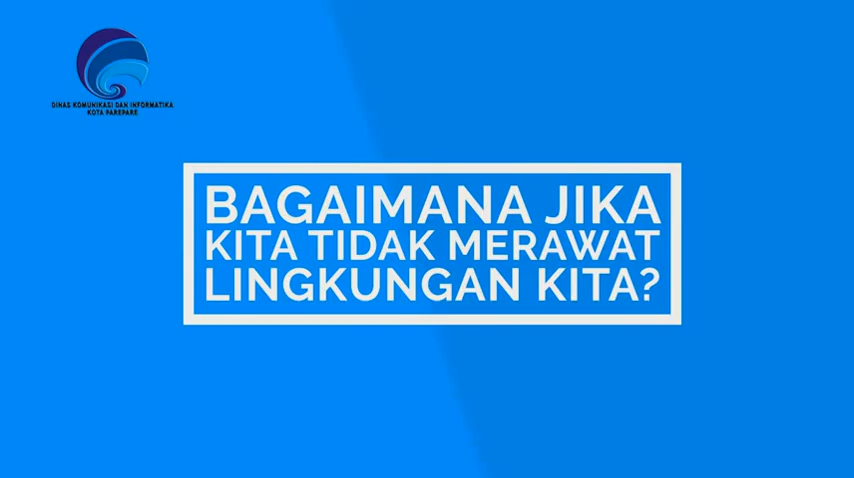 DINAS KOMUNIKASI DAN INFORMATIKA
KOTA PAREPARE
BAGAIMANA JIKA
KITA TIDAK MERAWAT
LINGKUNGAN KITA?